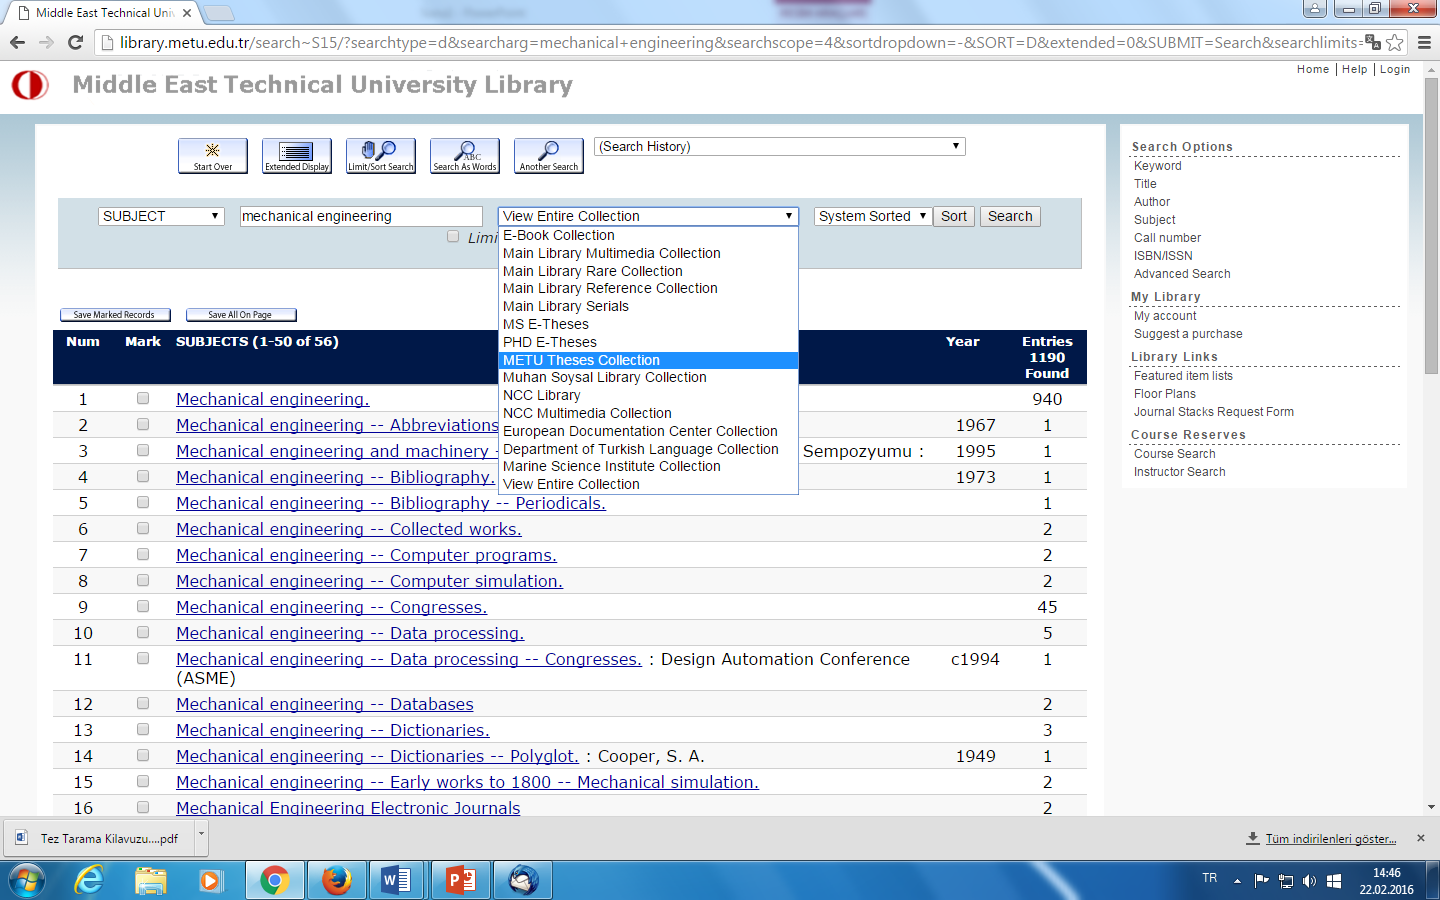 Middle East Technical Univ
library.metu.edu.tr/search~S15/?searchtype=d&searcharg=mechanical+engineering&searchscope=4&sortdropdown=-&SORT=D&extended=0&SUBMIT=Search&searchlimits=
Home | Help | Login
Middle East Technical University Library
Start Over
Extended Display
Limit/Sort Search
ABC
Search As Words
Another Search
(Search History)
SUBJECT
mechanical engineering
View Entire Collection
System Sorted
Sort
Search
Limi
E-Book Collection
Main Library Multimedia Collection
Main Library Rare Collection
Main Library Reference Collection
Main Library Serials
MS E-Theses
PHD E-Theses
METU Theses Collection
Muhan Soysal Library Collection
NCC Library
NCC Multimedia Collection
European Documentation Center Collection
Department of Turkish Language Collection
Marine Science Institute Collection
View Entire Collection
Save Marked Records
Save All On Page
Num Mark SUBJECTS (1-50 of 56) Year Entries
1190
Found
1 Mechanical engineering. 940
2 Mechanical engineering -- Abbreviations 1967 1
3 Mechanical engineering and machinery - Sempozyumu : 1995 1
4 Mechanical engineering -- Bibliography. 1973 1
5 Mechanical engineering -- Bibliography -- Periodicals. 1
6 Mechanical engineering -- Collected works. 2
7 Mechanical engineering -- Computer programs. 2
8 Mechanical engineering -- Computer simulation. 2
9 Mechanical engineering -- Congresses. 45
10 Mechanical engineering -- Data processing. 5
11 Mechanical engineering -- Data processing -- Congresses. : Design Automation Conference c1994 1
(ASME)
12 Mechanical engineering -- Databases 2
13 Mechanical engineering -- Dictionaries. 3
14 Mechanical engineering -- Dictionaries -- Polyglot. : Cooper, S. A. 1949 1
15 Mechanical engineering -- Early works to 1800 -- Mechanical simulation. 2
16 Mechanical Engineering Electronic Journals 2
Search Options
Keyword
Title
Author
Subject
Call number
ISBN/ISSN
Advanced Search
My Library
My account
Suggest a purchase
Library Links
Featured item lists
Floor Plans
Journal Stacks Request Form
Course Reserves
Course Search
Instructor Search
Tez Tarama Kilavuzu....pdf
Tüm indirilenleri göster...
TR
14:46
22.02.2016